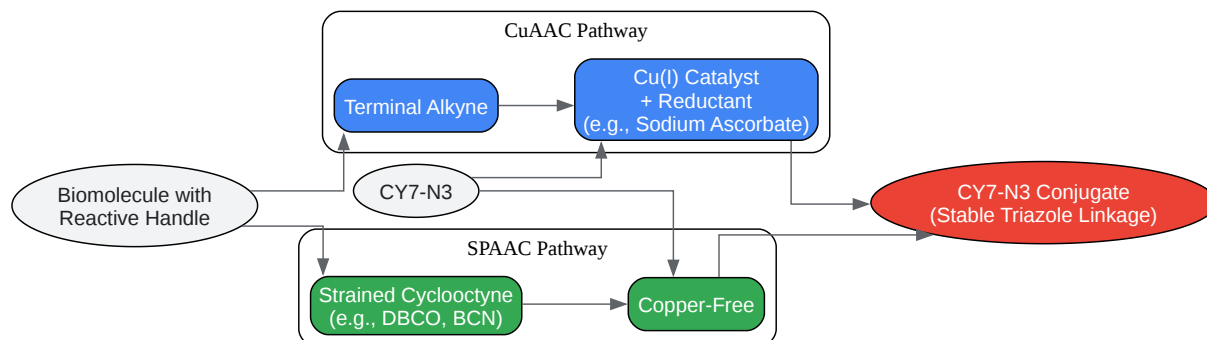 CuAAC Pathway
Terminal Alkyne
Cu(I) Catalyst
+ Reductant
(e.g., Sodium Ascorbate)
Biomolecule with
Reactive Handle
CY7-N3
CY7-N3 Conjugate
(Stable Triazole Linkage)
SPAAC Pathway
Strained Cyclooctyne
(e.g., DBCO, BCN)
Copper-Free